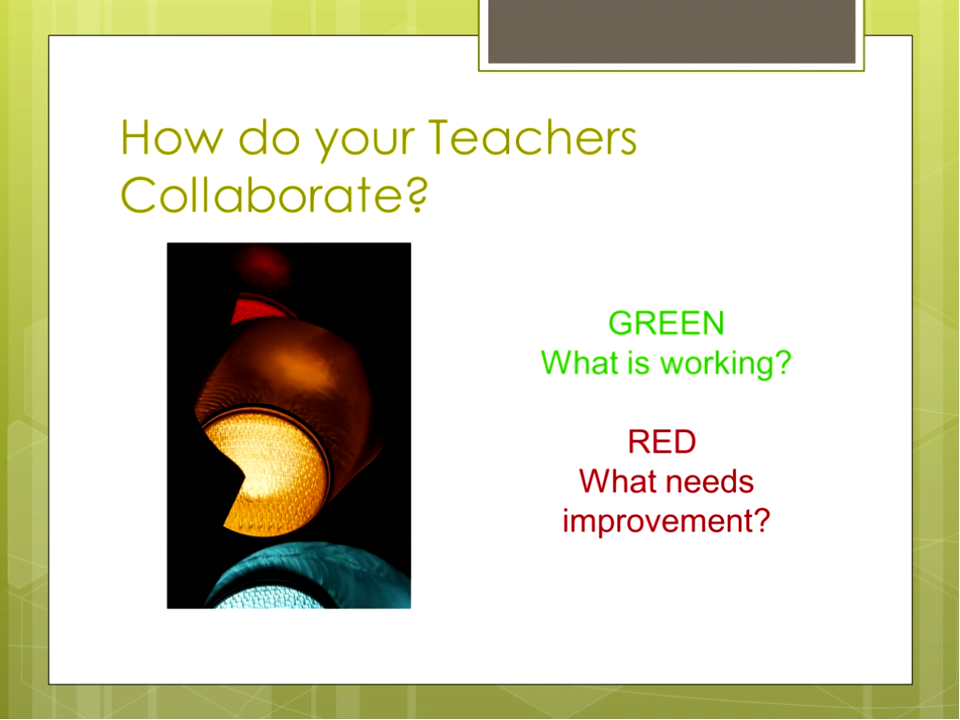 How do your Teachers
Collaborate?
GREEN
What is working?
RED
What needs
improvement?